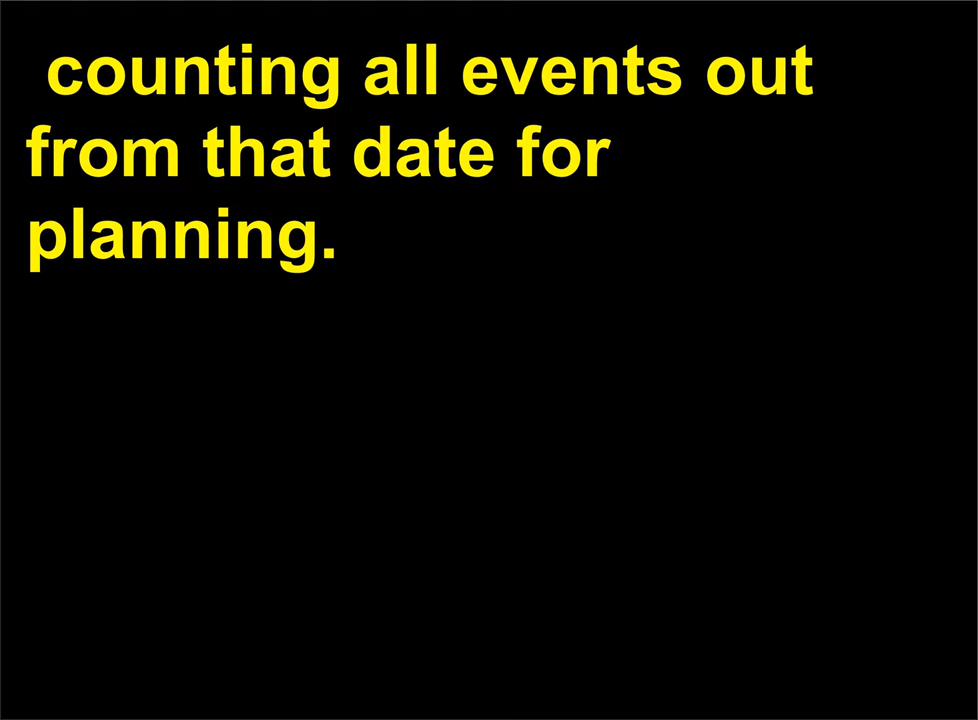 counting all events out
from that date for
planning.